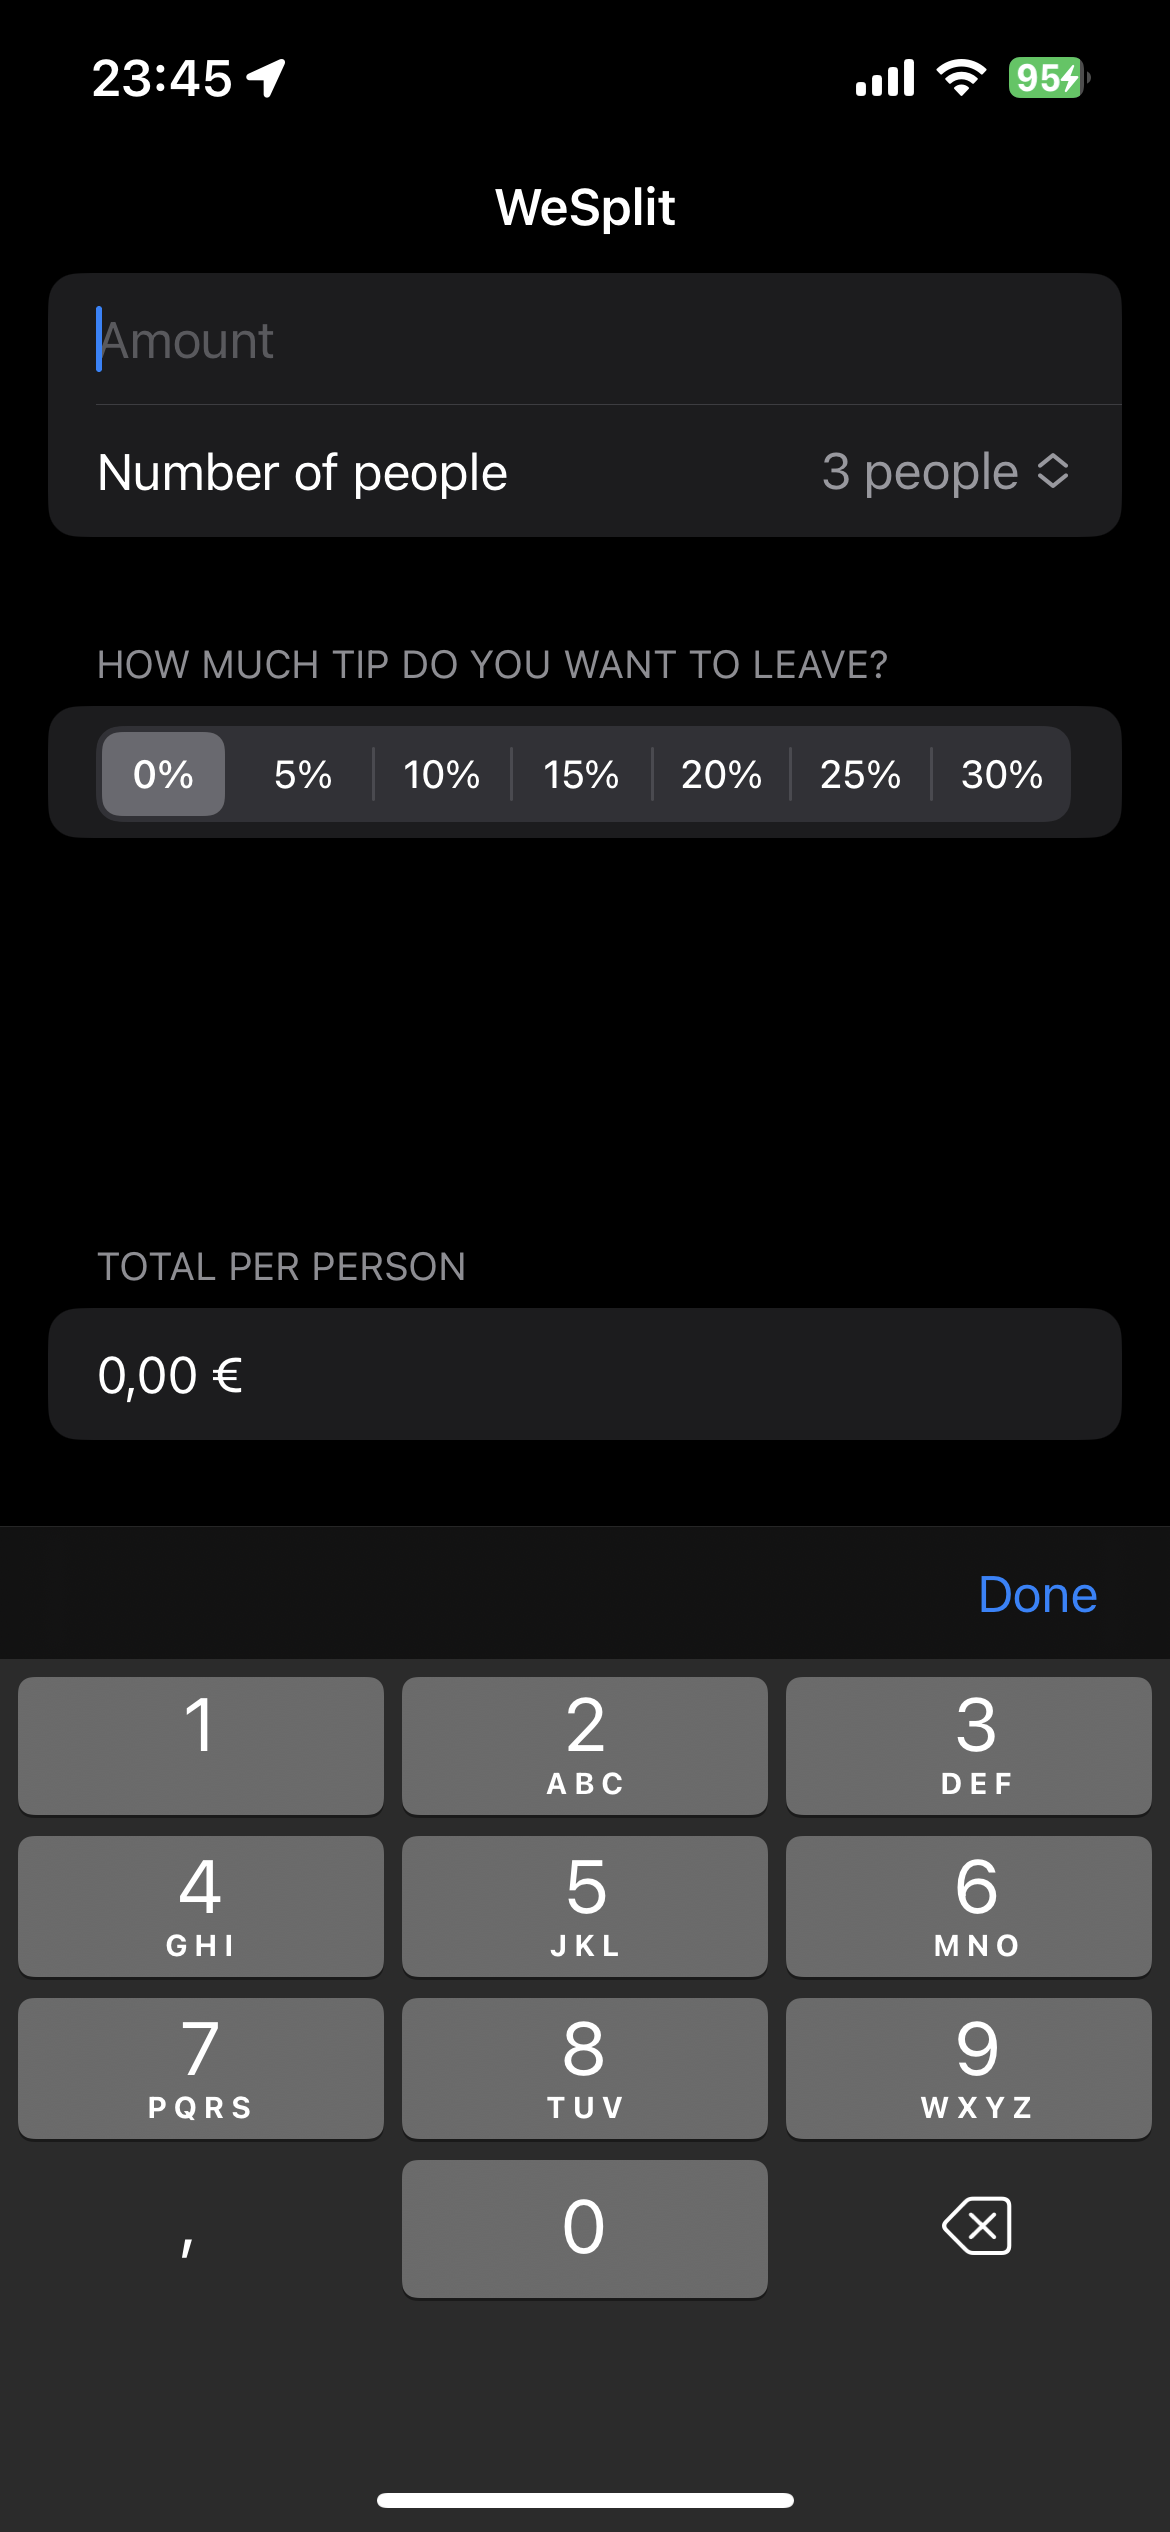 23:45
95
WeSplit
Amount
Number of people 3 people
HOW MUCH TIP DO YOU WANT TO LEAVE?
0% 5% 10% 15% 20% 25% 30%
TOTAL PER PERSON
0,00 €
Done
1 2 3
ABC DEF
4 5 6
GHI JKL MNO
7 8 9
PQRS TUV WXYZ
, 0